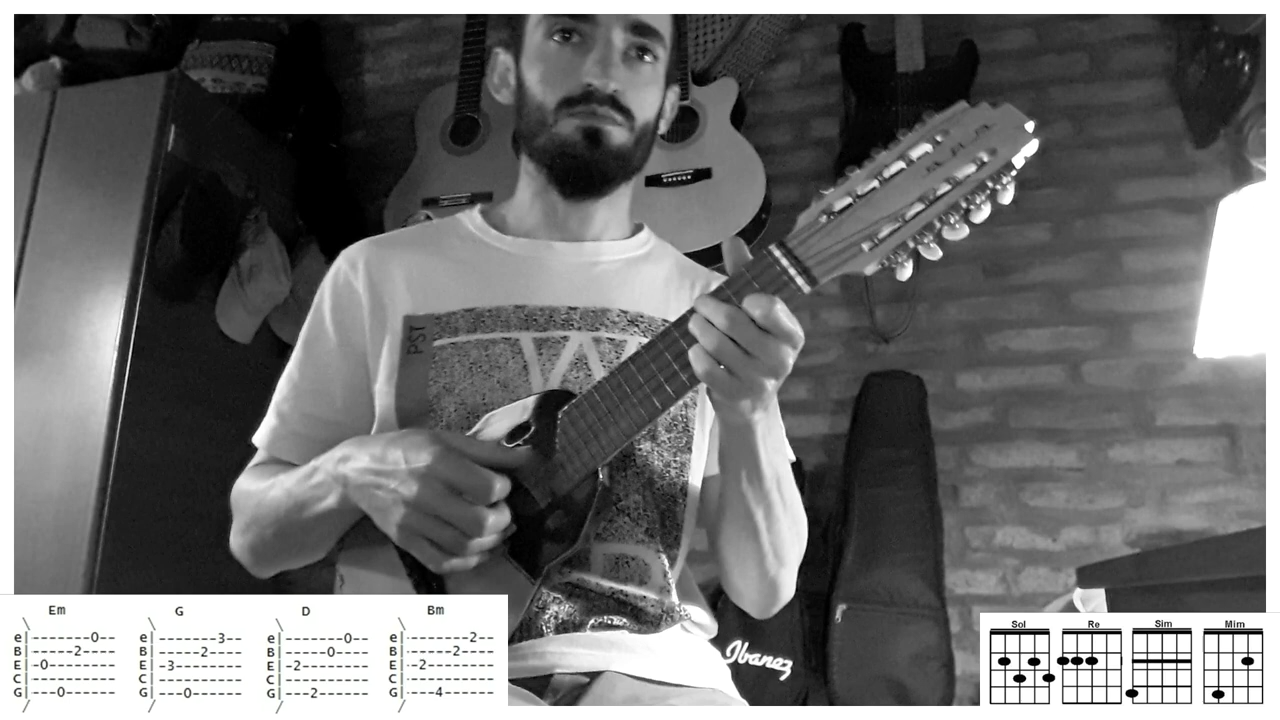 PST
Em
\
e|-------0--
B|-----2----
E|-0--------
C|----------
G|---0------
/
G
\
e|-------3--
B|-----2----
E|-3--------
C|----------
G|---0------
/
D
\
e|-------0--
B|-----0----
E|-2--------
C|----------
G|---2------
/
Bm
\
e|-------2--
B|-----2----
E|-2--------
C|----------
G|---4------
/
Ibanez
Sol
Re
Sim
Mim